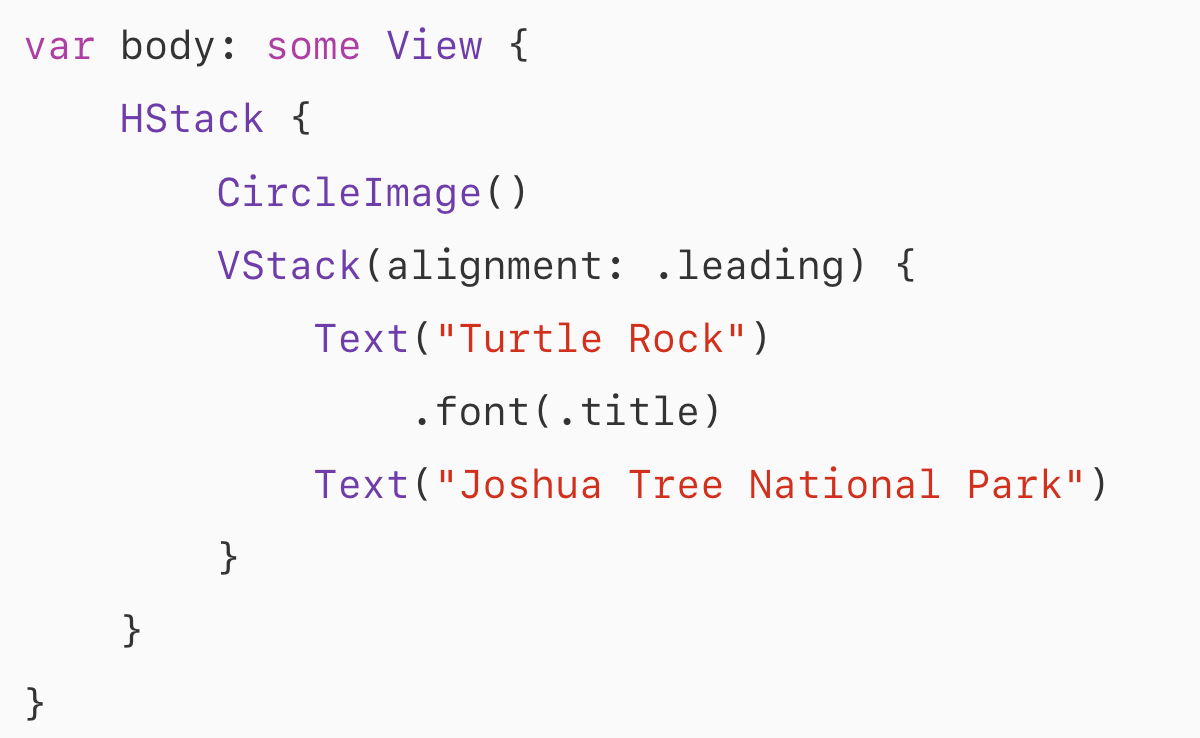 var body: some View {
    HStack {
        CircleImage()
        VStack(alignment: .leading) {
            Text("Turtle Rock")
                .font(.title)
            Text("Joshua Tree National Park")
        }
    }
}